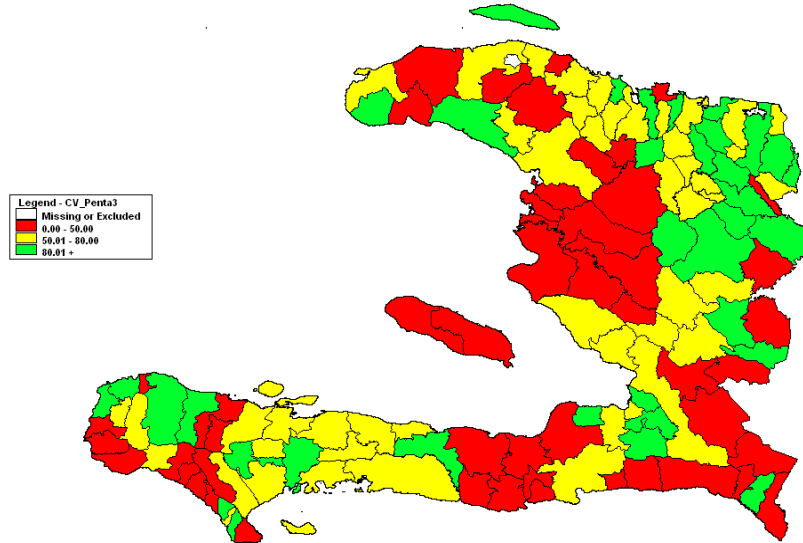 Legend - CV_Penta3
Missing or Excluded
0.00 - 50.00
50.01 - 80.00
80.01 +